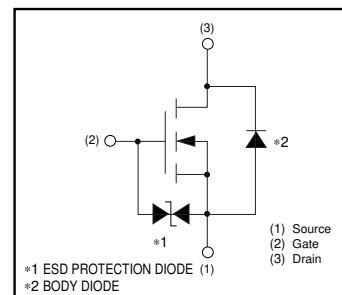 (3)
(2)
∗2
∗1
(1) Source
(2) Gate
(3) Drain
∗1 ESD PROTECTION DIODE (1)
∗2 BODY DIODE